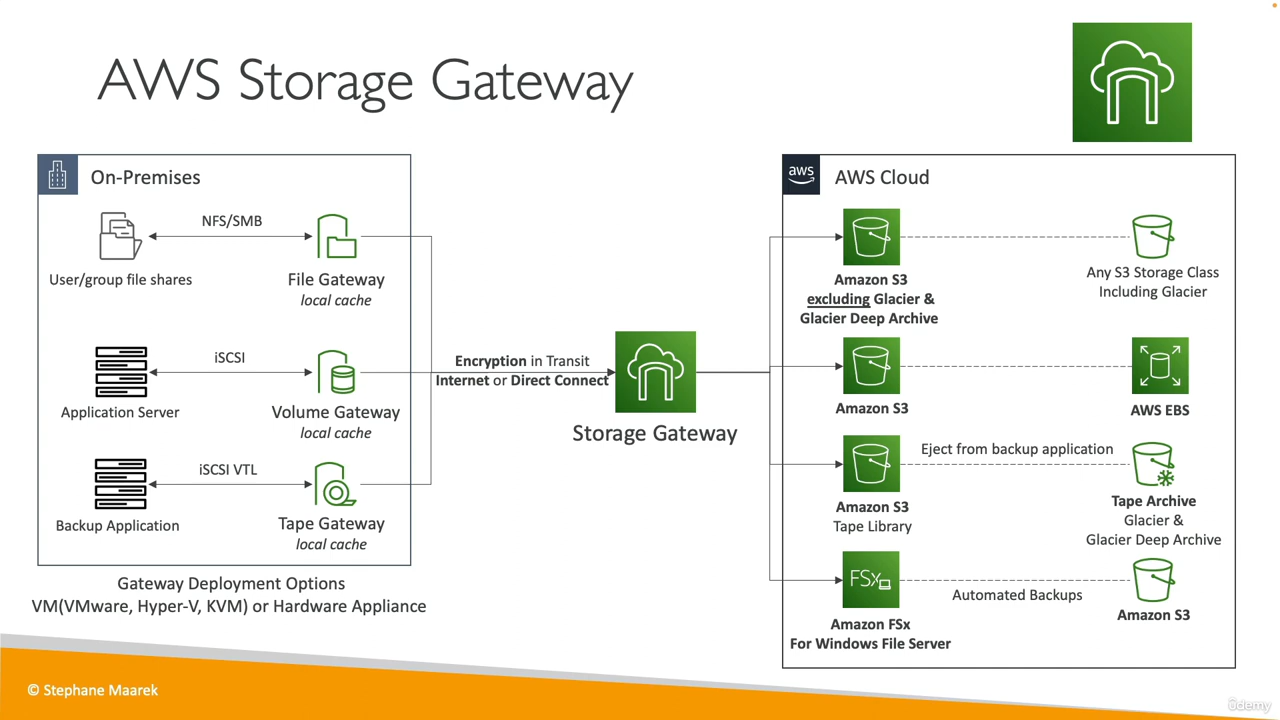 AWS Storage Gateway
On-Premises
NFS/SMB
User/group file shares
File Gateway
local cache
iSCSI
Application Server
Volume Gateway
local cache
iSCSI VTL
Backup Application
Tape Gateway
local cache
Gateway Deployment Options
VM(VMware, Hyper-V, KVM) or Hardware Appliance
Encryption in Transit
Internet or Direct Connect
Storage Gateway
aws
AWS Cloud
Amazon S3
excluding Glacier &
Glacier Deep Archive
Any S3 Storage Class
Including Glacier
Amazon S3
AWS EBS
Eject from backup application
Amazon S3
Tape Library
Tape Archive
Glacier &
Glacier Deep Archive
FSx
Automated Backups
Amazon FSx
For Windows File Server
Amazon S3
© Stephane Maarek
ûdemy